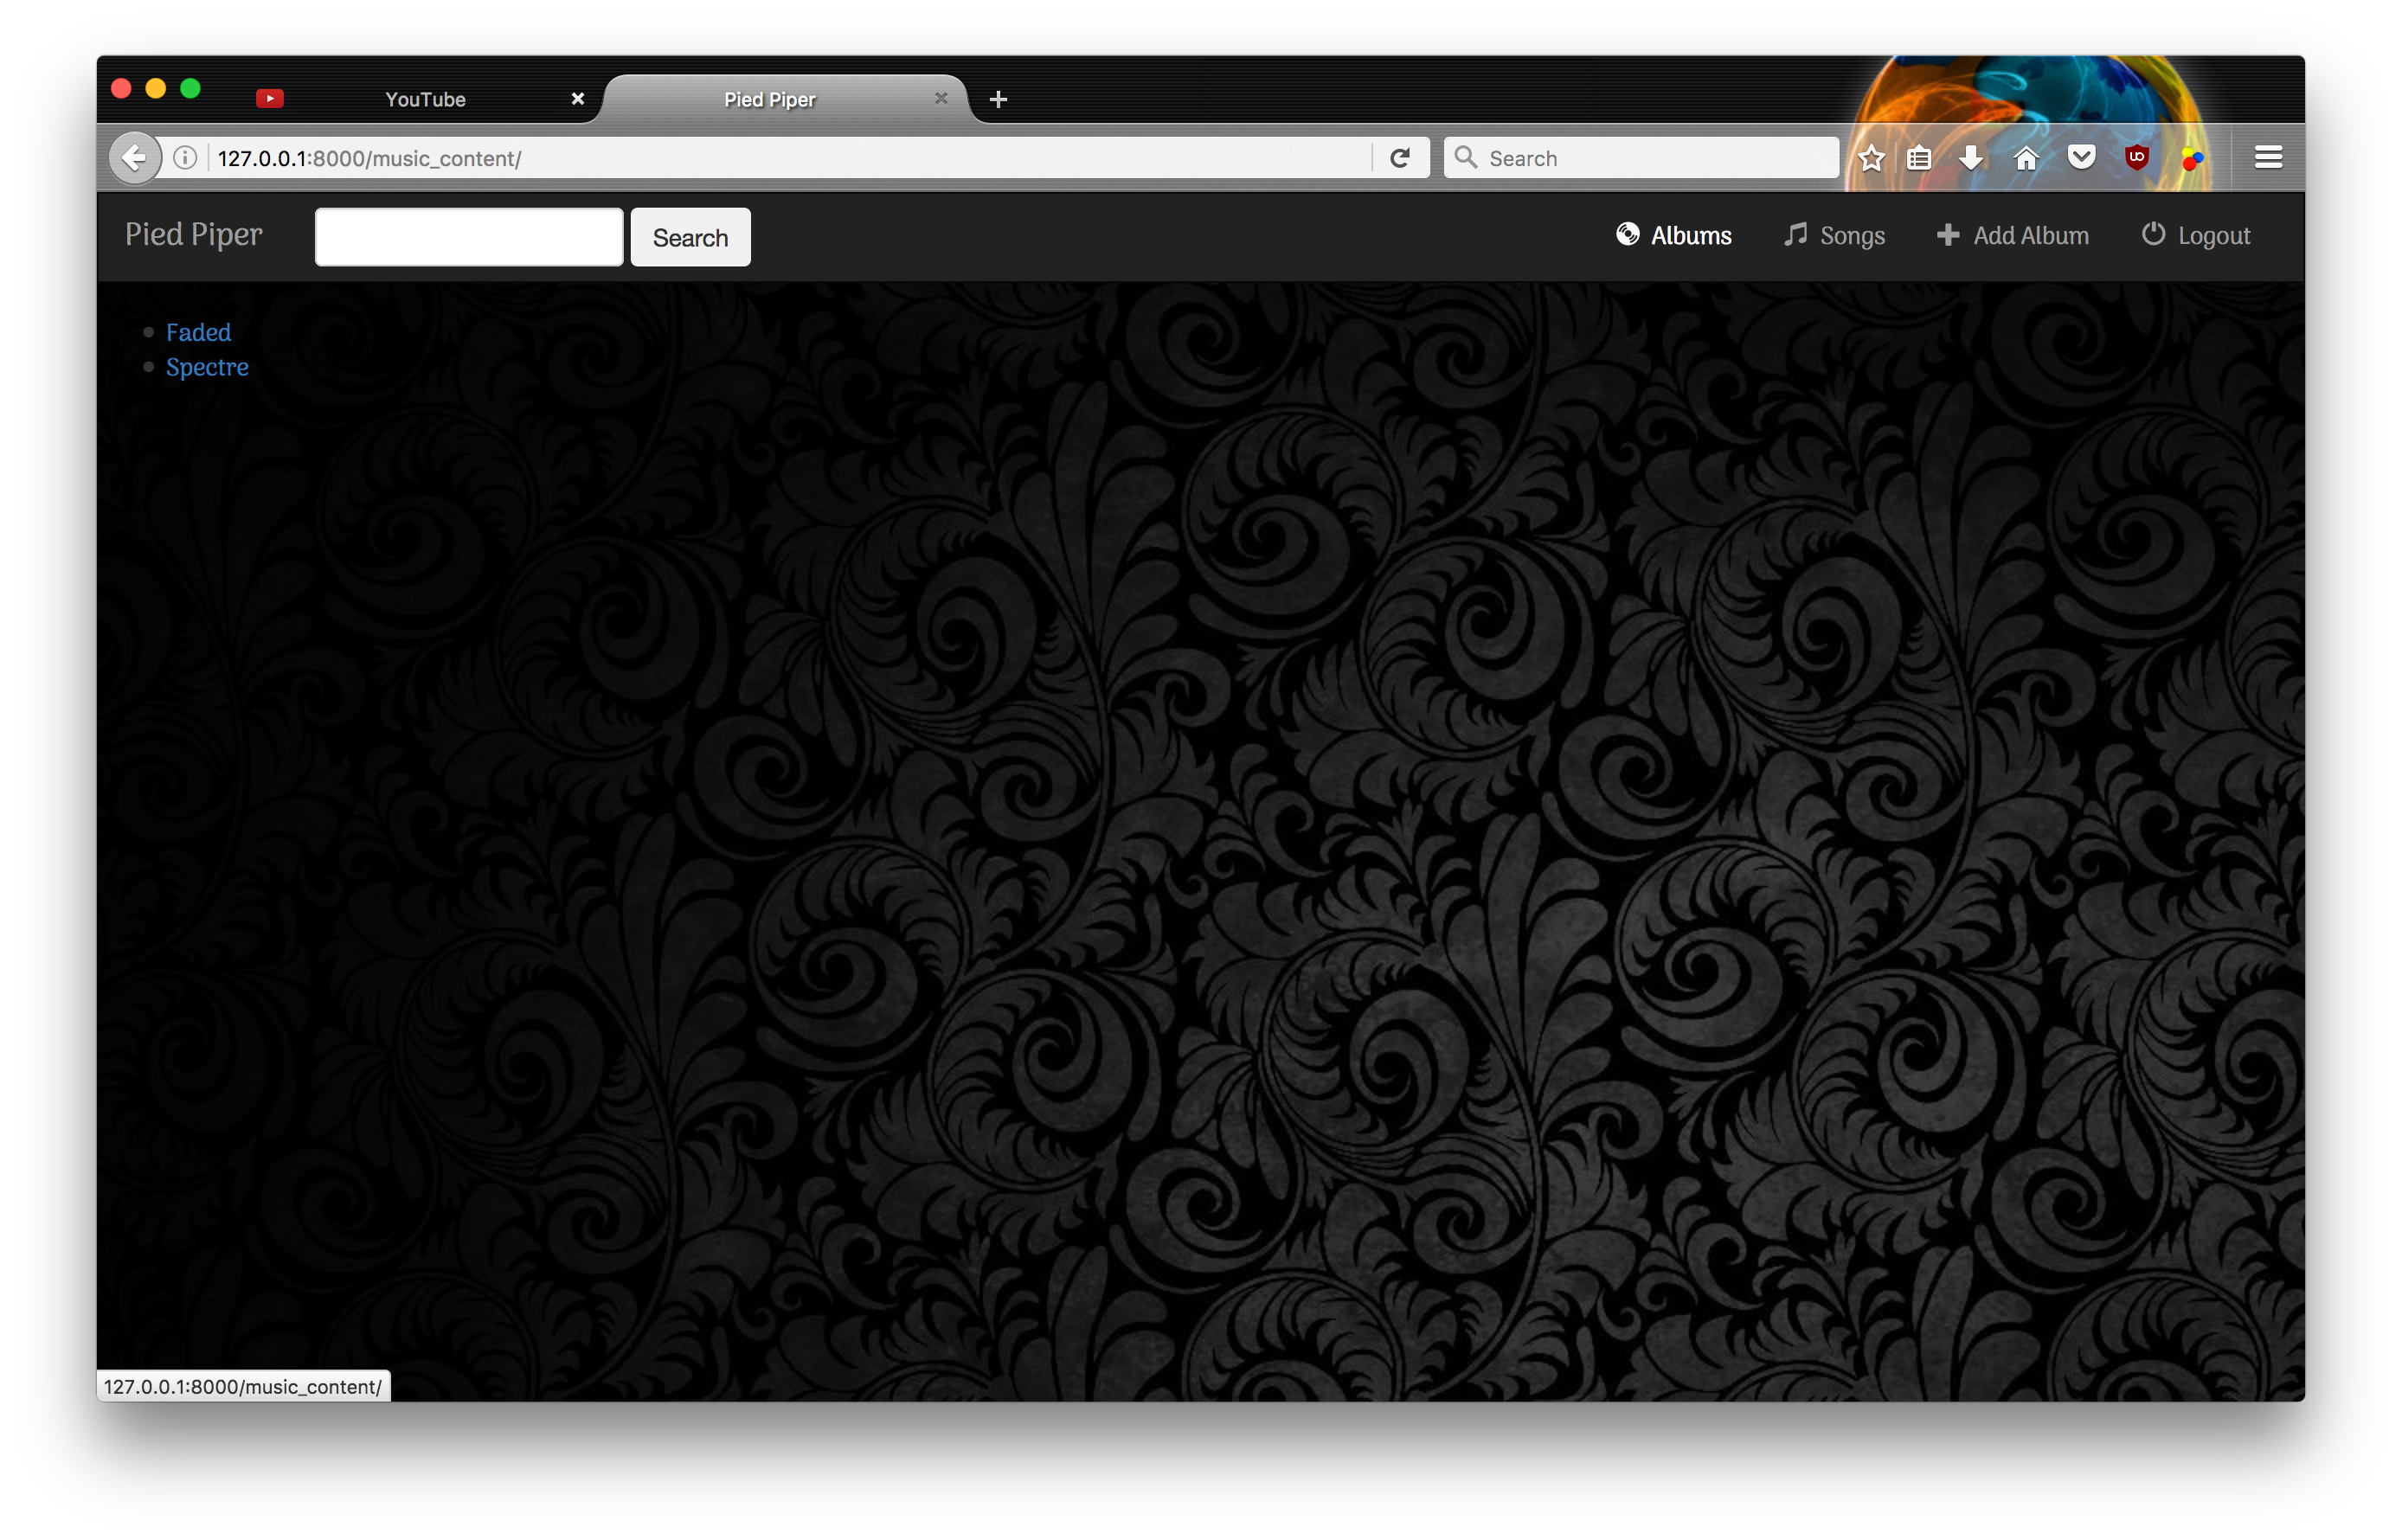 YouTube
Pied Piper
127.0.0.1:8000/music_content/
Search
Pied Piper
Search
Albums
Songs
Add Album
Logout
Faded
Spectre
127.0.0.1:8000/music_content/